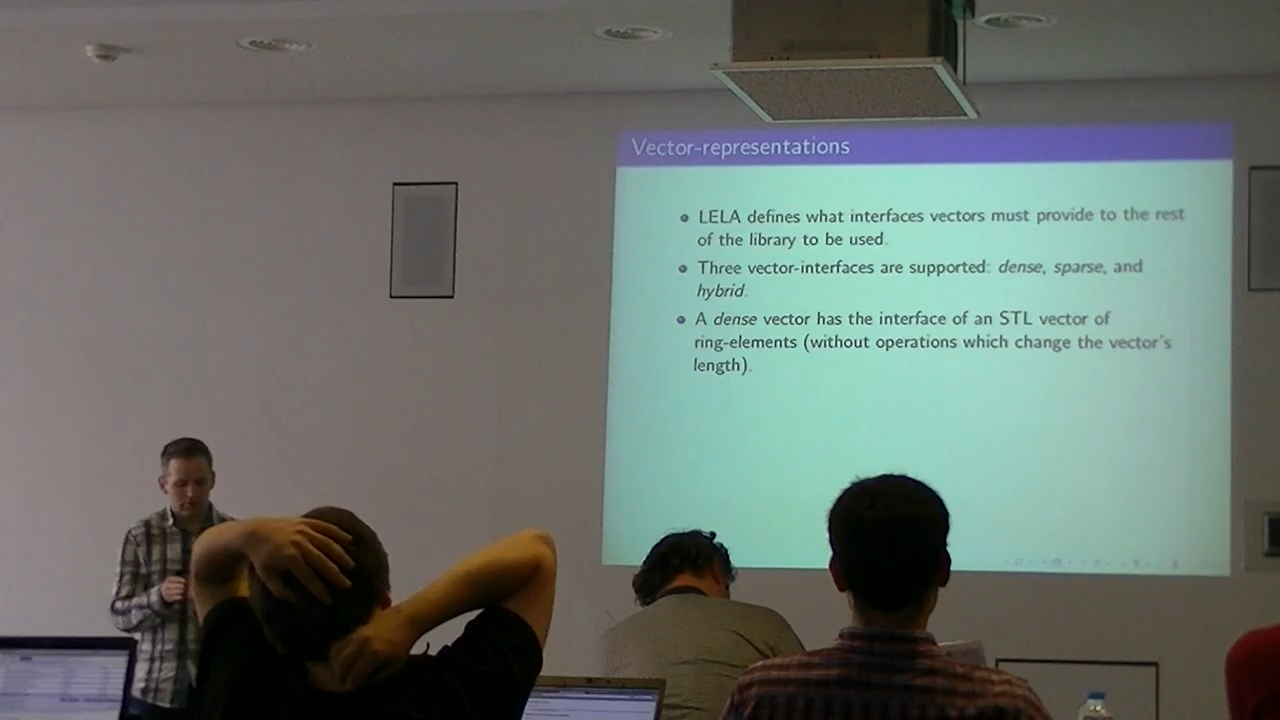 Vector-representations
LELA defines what interfaces vectors must provide to the rest
of the library to be used.
Three vector-interfaces are supported: dense, sparse, and
hybrid.
A dense vector has the interface of an STL vector of
ring-elements (without operations which change the vector's
length).